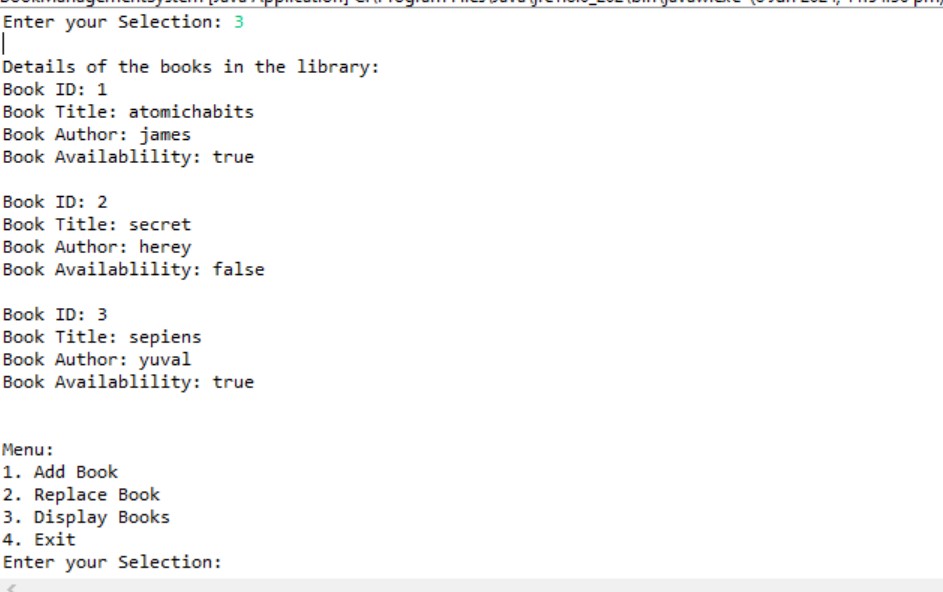 Enter your Selection: 3
Details of the books in the library:
Book ID: 1
Book Title: atomichabits
Book Author: james
Book Availablility: true
Book ID: 2
Book Title: secret
Book Author: herey
Book Availablility: false
Book ID: 3
Book Title: sepiens
Book Author: yuval
Book Availablility: true
Menu:
1. Add Book
2. Replace Book
3. Display Books
4. Exit
Enter your Selection: